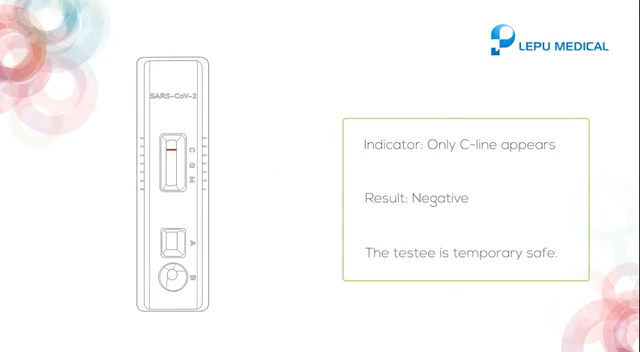 LEPU MEDICAL
SARS-CoV-2
C
G
M
A
B
Indicator: Only C-line appears
Result: Negative
The testee is temporary safe.